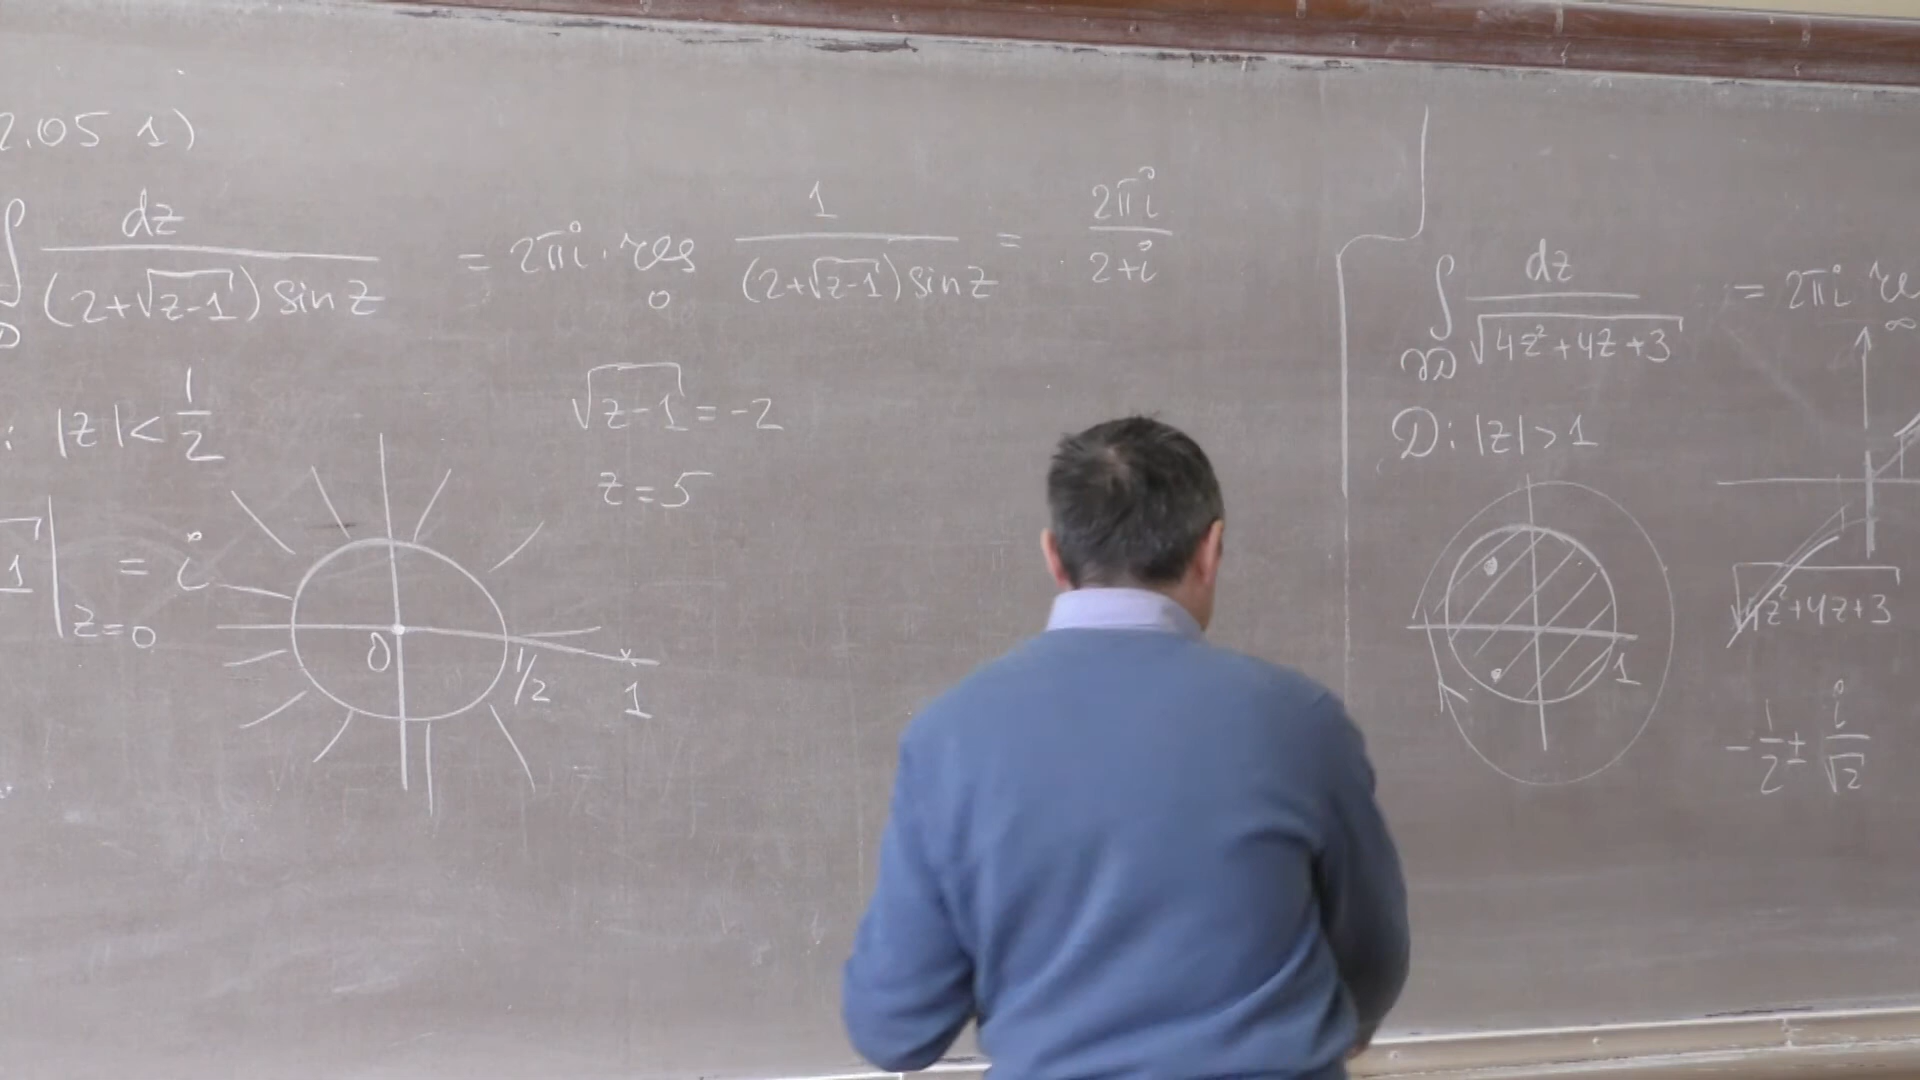 2.05 1)
∫ dz / (2+√(z-1)) sin z = 2πi · res₀ 1 / (2+√(z-1)) sin z = 2πi / 2+i
: |z| < 1/2
√z-1 = -2
z = 5
1 |z=0 = i
0
1/2
1
∫∂D dz / √(4z²+4z+3) = 2πi res ∞
D: |z| > 1
1
√(4z²+4z+3)
-1/2 ± i/√2